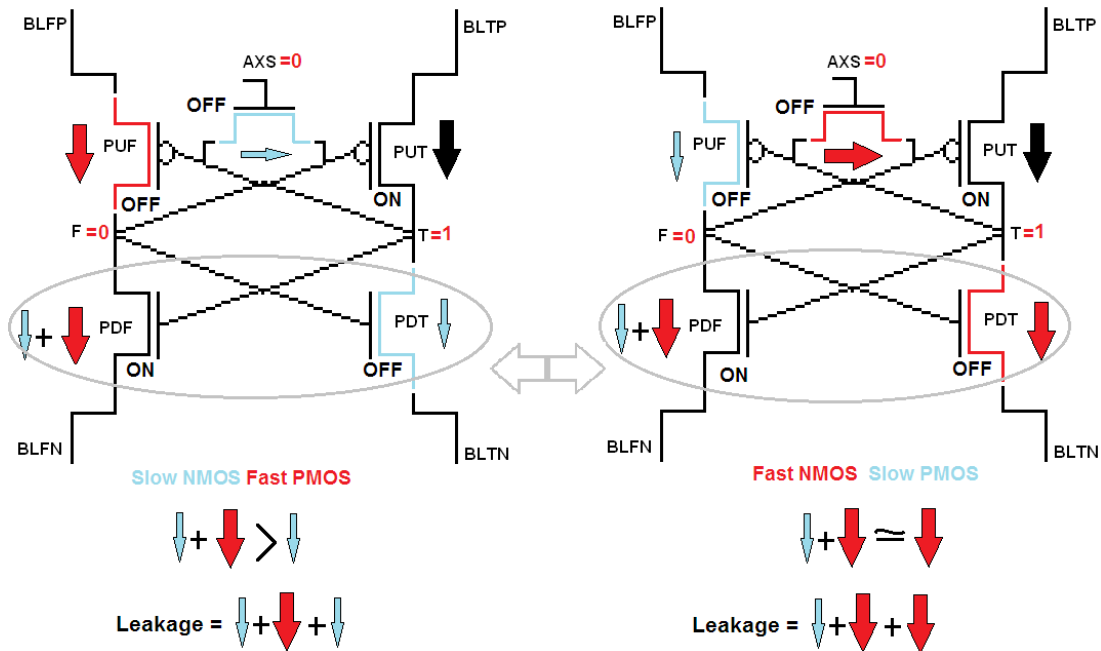 BLFP
BLTP
AXS =0
OFF
PUF
PUT
OFF
ON
F =0
T =1
PDF
PDT
+
ON
OFF
BLFN
BLTN
Slow NMOS Fast PMOS
+ >
Leakage = + +
BLFP
BLTP
AXS =0
OFF
PUF
PUT
OFF
ON
F =0
T =1
PDF
PDT
+
ON
OFF
BLFN
BLTN
Fast NMOS Slow PMOS
+ ≃
Leakage = + +